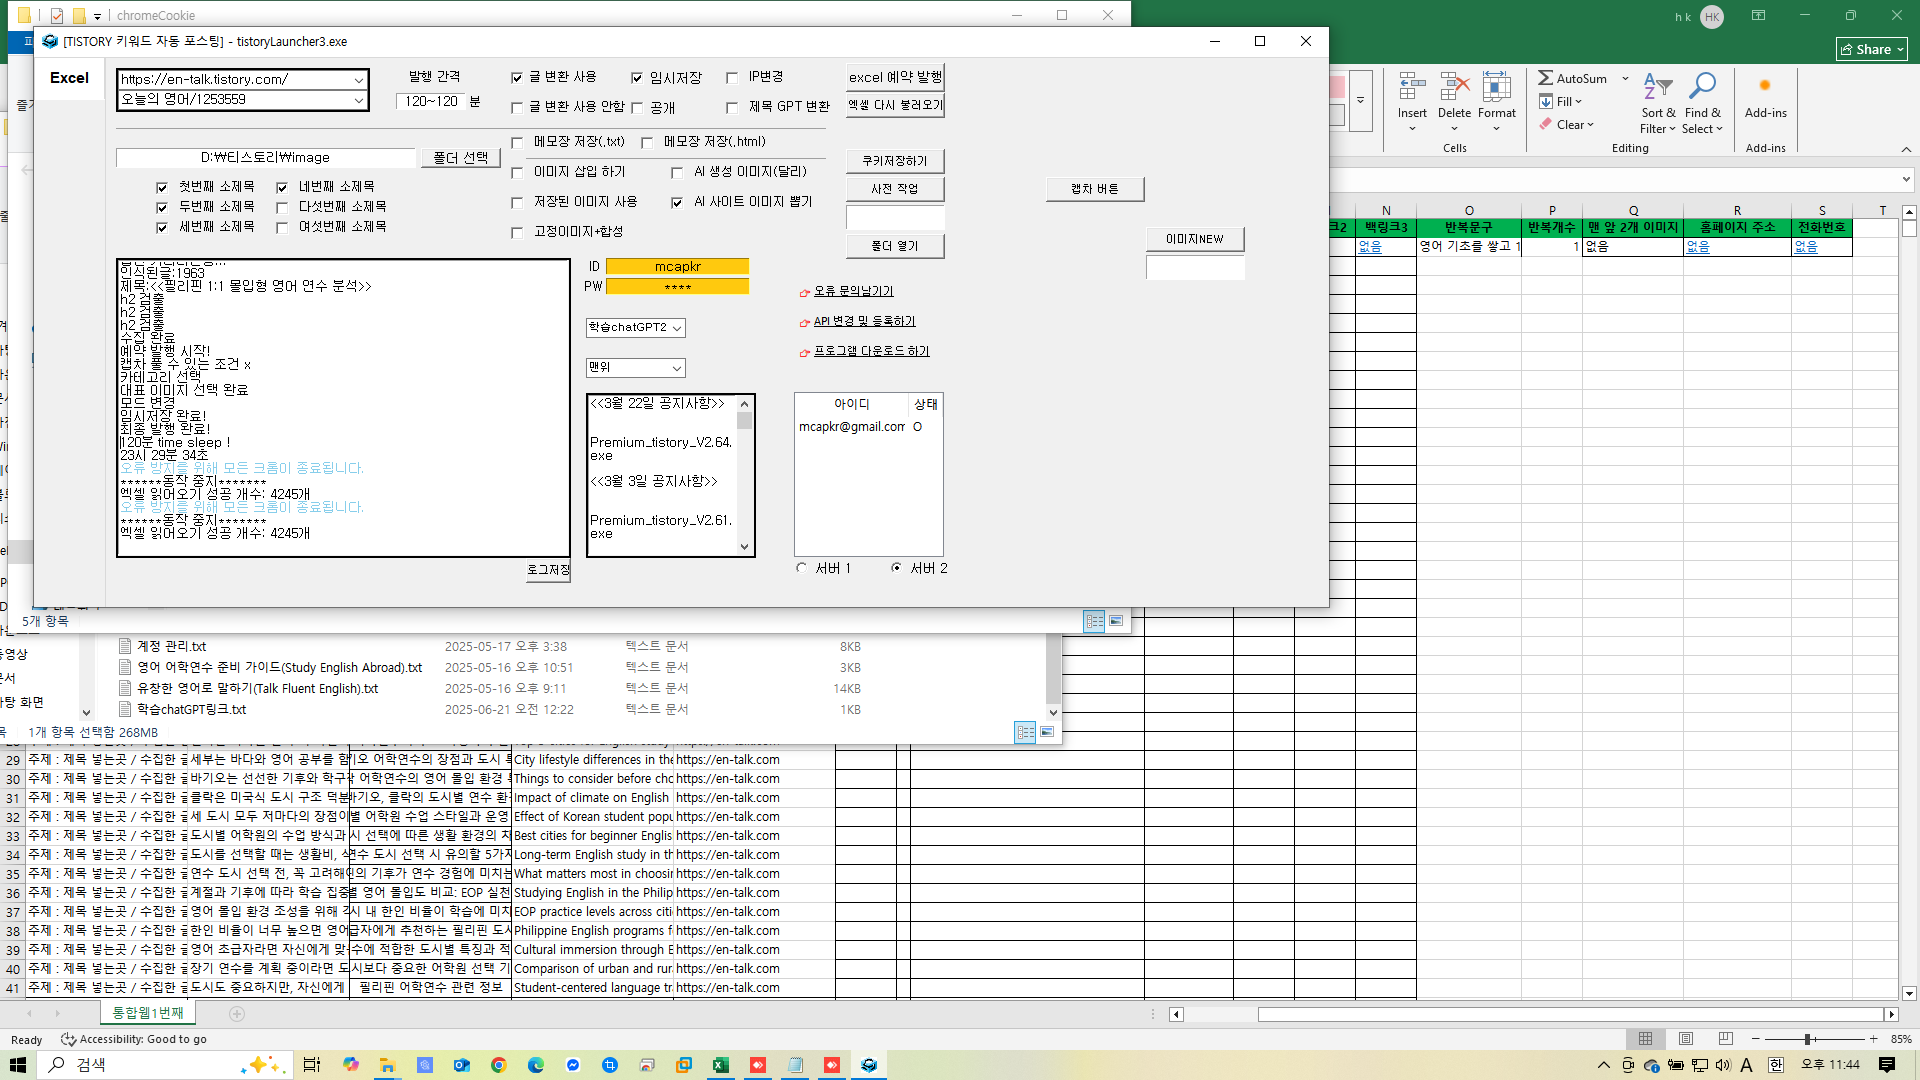 chromeCookie
h k HK
[TISTORY 키워드 자동 포스팅] - tistoryLauncher3.exe
Share
Excel
https://en-talk.tistory.com/
오늘의 영어/1253559
발행 간격
120~120 분
글 변환 사용
임시저장
IP변경
글 변환 사용 안함
공개
제목 GPT 변환
excel 예약 발행
엑셀 다시 불러오기
메모장 저장(.txt)
메모장 저장(.html)
D:₩티스토리₩image
폴더 선택
이미지 삽입 하기
AI 생성 이미지(달리)
저장된 이미지 사용
AI 사이트 이미지 뽑기
고정이미지+합성
첫번째 소제목
네번째 소제목
두번째 소제목
다섯번째 소제목
세번째 소제목
여섯번째 소제목
쿠키저장하기
사전 작업
폴더 열기
캡차 버튼
이미지NEW
인식된글:1963
제목:<<필리핀 1:1 몰입형 영어 연수 분석>>
h2 검출
h2 검출
h2 검출
수집 완료
예약 발행 시작!
캡차 풀 수 있는 조건 x
카테고리 선택
대표 이미지 선택 완료
모드 변경
임시저장 완료!
최종 발행 완료!
120분 time sleep !
23시 29분 34초
오류 방지를 위해 모든 크롬이 종료됩니다.
******동작 중지*******
엑셀 읽어오기 성공 개수: 4245개
오류 방지를 위해 모든 크롬이 종료됩니다.
******동작 중지*******
엑셀 읽어오기 성공 개수: 4245개
로그저장
ID mcapkr
PW ****
학습chatGPT2
맨위
오류 문의남기기
API 변경 및 등록하기
프로그램 다운로드 하기
<<3월 22일 공지사항>>
Premium_tistory_V2.64.
exe
<<3월 3일 공지사항>>
Premium_tistory_V2.61.
exe
아이디 상태
mcapkr@gmail.com O
서버 1
서버 2
Insert
Delete
Format
Cells
AutoSum
Fill
Clear
Sort &
Filter
Find &
Select
Editing
Add-ins
Add-ins
N O P Q R S T
크2 백링크3 반복문구 반복개수 맨 앞 2개 이미지 홈페이지 주소 전화번호
없음 영어 기초를 쌓고 1 1 없음 없음 없음
5개 항목
계정 관리.txt 2025-05-17 오후 3:38 텍스트 문서 8KB
영어 어학연수 준비 가이드(Study English Abroad).txt 2025-05-16 오후 10:51 텍스트 문서 3KB
유창한 영어로 말하기(Talk Fluent English).txt 2025-05-16 오후 9:11 텍스트 문서 14KB
학습chatGPT링크.txt 2025-06-21 오전 12:22 텍스트 문서 1KB
1개 항목 선택함 268MB
29 주제 : 제목 넣는곳 / 수집한 글 세부는 바다와 영어 공부를 함 기오 어학연수의 장점과 도시 특 City lifestyle differences in the https://en-talk.com
30 주제 : 제목 넣는곳 / 수집한 글 바기오는 선선한 기후와 학구 어학연수의 영어 몰입 환경 Things to consider before cho https://en-talk.com
31 주제 : 제목 넣는곳 / 수집한 글 클락은 미국식 도시 구조 덕분 바기오, 클락의 도시별 연수 환 Impact of climate on English https://en-talk.com
32 주제 : 제목 넣는곳 / 수집한 글 세 도시 모두 저마다의 장점이 별 어학원 수업 스타일과 운영 Effect of Korean student popu https://en-talk.com
33 주제 : 제목 넣는곳 / 수집한 글 도시별 어학원의 수업 방식과 시 선택에 따른 생활 환경의 차 Best cities for beginner Englis https://en-talk.com
34 주제 : 제목 넣는곳 / 수집한 글 도시를 선택할 때는 생활비, 연수 도시 선택 시 유의할 5가지 Long-term English study in th https://en-talk.com
35 주제 : 제목 넣는곳 / 수집한 글 연수 도시 선택 전, 꼭 고려해 의 기후가 연수 경험에 미치는 What matters most in choosin https://en-talk.com
36 주제 : 제목 넣는곳 / 수집한 글 계절과 기후에 따라 학습 집중 별 영어 몰입도 비교: EOP 실천 Studying English in the Philip https://en-talk.com
37 주제 : 제목 넣는곳 / 수집한 글 영어 몰입 환경 조성을 위해 시 내 한인 비율이 학습에 미치 EOP practice levels across citi https://en-talk.com
38 주제 : 제목 넣는곳 / 수집한 글 한인 비율이 너무 높으면 영어 급자에게 추천하는 필리핀 도시 Philippine English programs f https://en-talk.com
39 주제 : 제목 넣는곳 / 수집한 글 영어 초급자라면 자신에게 맞 수에 적합한 도시별 특징과 적 Cultural immersion through E https://en-talk.com
40 주제 : 제목 넣는곳 / 수집한 글 장기 연수를 계획 중이라면 도 시보다 중요한 어학원 선택 기 Comparison of urban and rur https://en-talk.com
41 주제 : 제목 넣는곳 / 수집한 글 도시도 중요하지만, 자신에게 필리핀 어학연수 관련 정보 Student-centered language tr https://en-talk.com
통합웹1번째
Ready
Accessibility: Good to go
85%
검색
A 한 오후 11:44